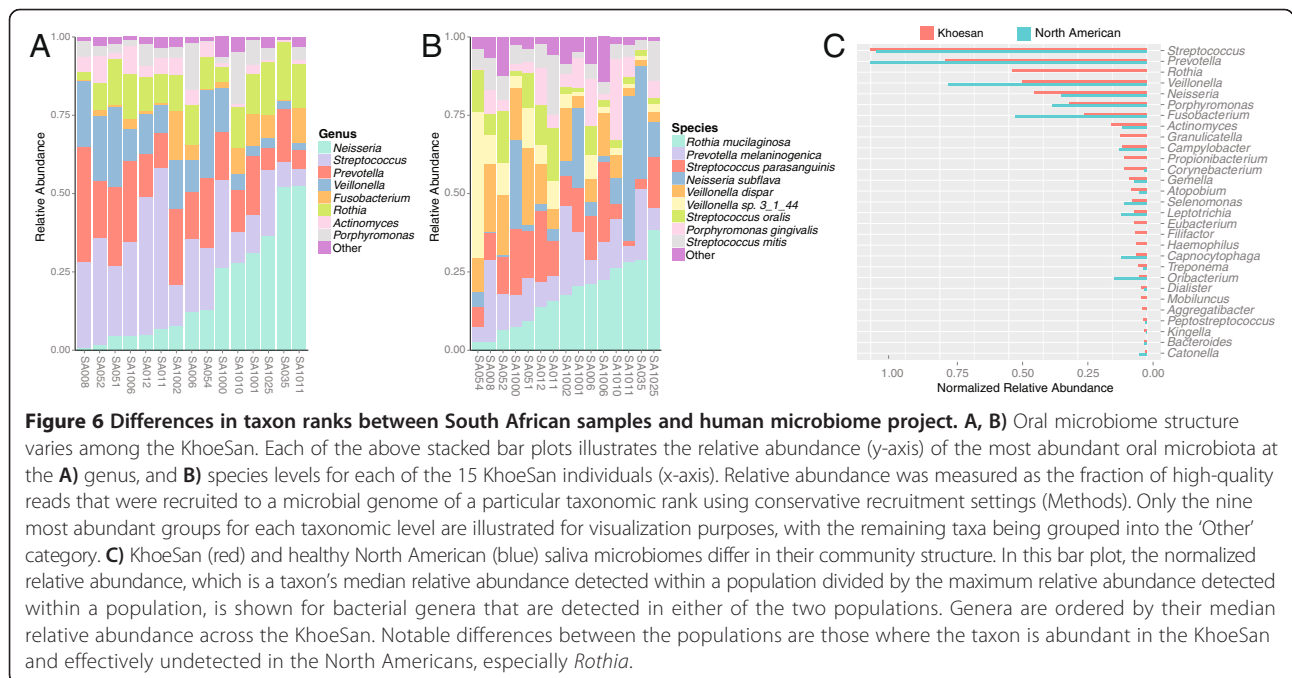 A
1.00
0.75
0.50
0.25
0.00
Relative Abundance
SA008
SA052
SA051
SA1006
SA012
SA011
SA1002
SA006
SA054
SA1000
SA1010
SA1001
SA1025
SA035
SA1011
Genus
Neisseria
Streptococcus
Prevotella
Veillonella
Fusobacterium
Rothia
Actinomyces
Porphyromonas
Other
B
1.00
0.75
0.50
0.25
0.00
Relative Abundance
SA054
SA008
SA052
SA1000
SA051
SA012
SA011
SA1002
SA1001
SA006
SA1006
SA1010
SA1011
SA035
SA1025
Species
Rothia mucilaginosa
Prevotella melaninogenica
Streptococcus parasanguinis
Neisseria subflava
Veillonella dispar
Veillonella sp. 3_1_44
Streptococcus oralis
Porphyromonas gingivalis
Streptococcus mitis
Other
C
Khoesan North American
Streptococcus
Prevotella
Rothia
Veillonella
Neisseria
Porphyromonas
Fusobacterium
Actinomyces
Granulicatella
Campylobacter
Propionibacterium
Corynebacterium
Gemella
Atopobium
Selenomonas
Leptotrichia
Eubacterium
Filifactor
Haemophilus
Capnocytophaga
Treponema
Oribacterium
Dialister
Mobiluncus
Aggregatibacter
Peptostreptococcus
Kingella
Bacteroides
Catonella
1.00 0.75 0.50 0.25 0.00
Normalized Relative Abundance
Figure 6 Differences in taxon ranks between South African samples and human microbiome project. A, B) Oral microbiome structure
varies among the KhoeSan. Each of the above stacked bar plots illustrates the relative abundance (y-axis) of the most abundant oral microbiota at
the A) genus, and B) species levels for each of the 15 KhoeSan individuals (x-axis). Relative abundance was measured as the fraction of high-quality
reads that were recruited to a microbial genome of a particular taxonomic rank using conservative recruitment settings (Methods). Only the nine
most abundant groups for each taxonomic level are illustrated for visualization purposes, with the remaining taxa being grouped into the ‘Other’
category. C) KhoeSan (red) and healthy North American (blue) saliva microbiomes differ in their community structure. In this bar plot, the normalized
relative abundance, which is a taxon’s median relative abundance detected within a population divided by the maximum relative abundance detected
within a population, is shown for bacterial genera that are detected in either of the two populations. Genera are ordered by their median
relative abundance across the KhoeSan. Notable differences between the populations are those where the taxon is abundant in the KhoeSan
and effectively undetected in the North Americans, especially Rothia.